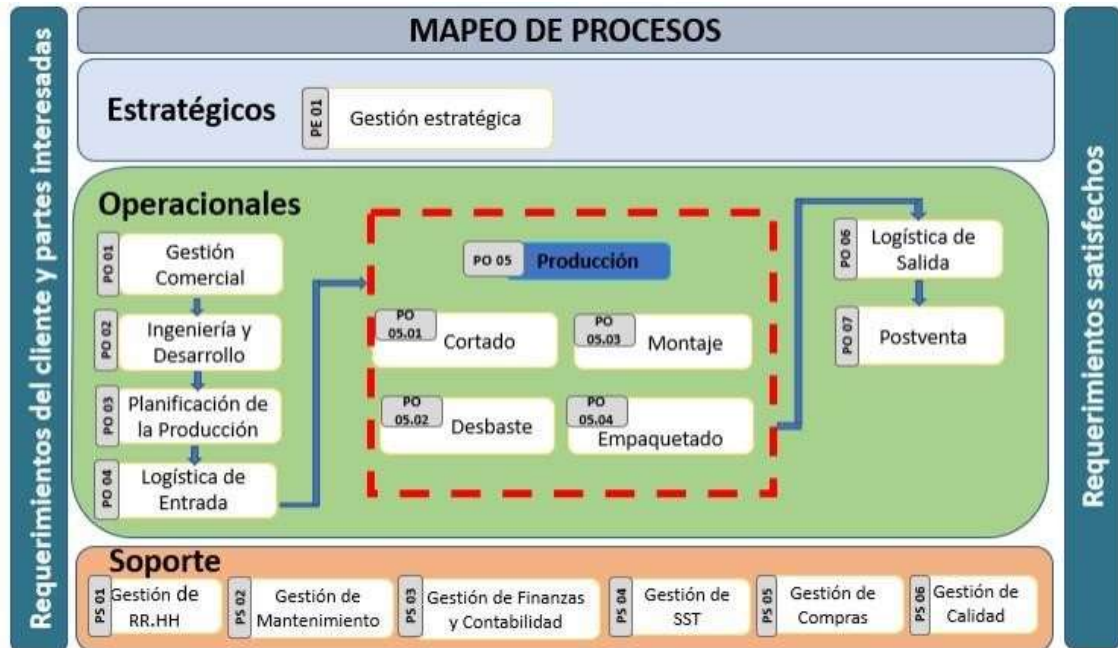 MAPEO DE PROCESOS
Requerimientos del cliente y partes interesadas
Estratégicos
PE 01
Gestión estratégica
Operacionales
PO 01
Gestión
Comercial
PO 02
Ingeniería y
Desarrollo
PO 03
Planificación de
la Producción
PO 04
Logística de
Entrada
PO 05
Producción
PO
05.01
Cortado
PO
05.03
Montaje
PO
05.02
Desbaste
PO
05.04
Empaquetado
PO 06
Logística de
Salida
PO 07
Postventa
Soporte
PS 01
Gestión de
RR.HH
PS 02
Gestión de
Mantenimiento
PS 03
Gestión de Finanzas
y Contabilidad
PS 04
Gestión de
SST
PS 05
Gestión de
Compras
PS 06
Gestión de
Calidad
Requerimientos satisfechos